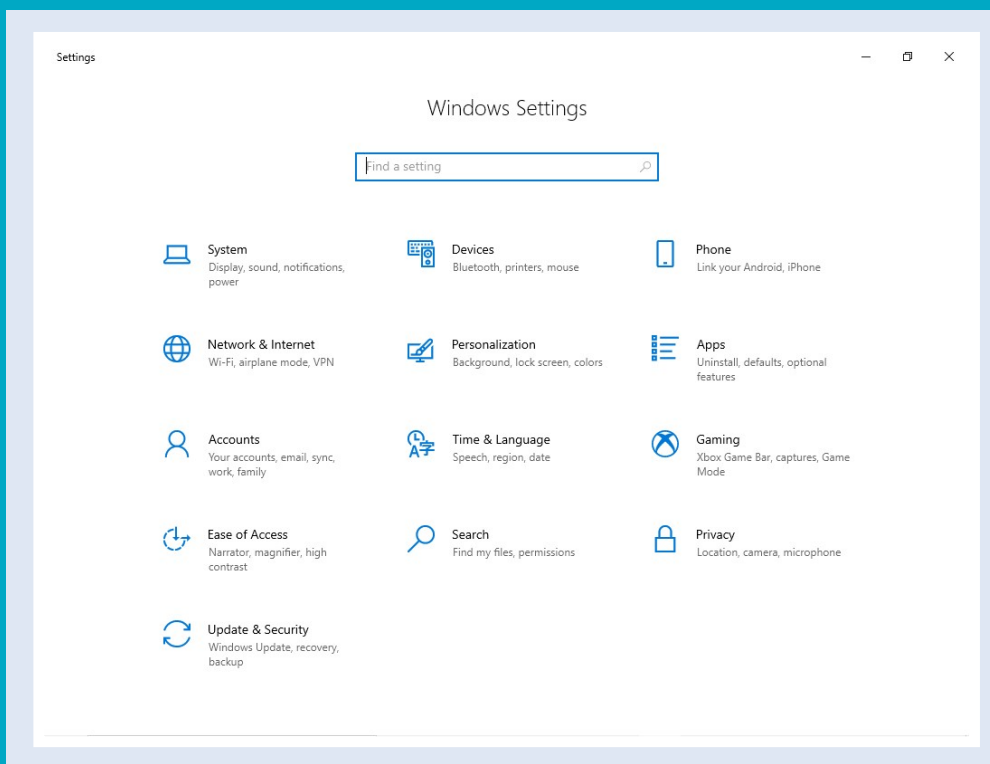 Settings
Windows Settings
Find a setting
System
Display, sound, notifications,
power
Devices
Bluetooth, printers, mouse
Phone
Link your Android, iPhone
Network & Internet
Wi-Fi, airplane mode, VPN
Personalization
Background, lock screen, colors
Apps
Uninstall, defaults, optional
features
Accounts
Your accounts, email, sync,
work, family
Time & Language
Speech, region, date
Gaming
Xbox Game Bar, captures, Game
Mode
Ease of Access
Narrator, magnifier, high
contrast
Search
Find my files, permissions
Privacy
Location, camera, microphone
Update & Security
Windows Update, recovery,
backup